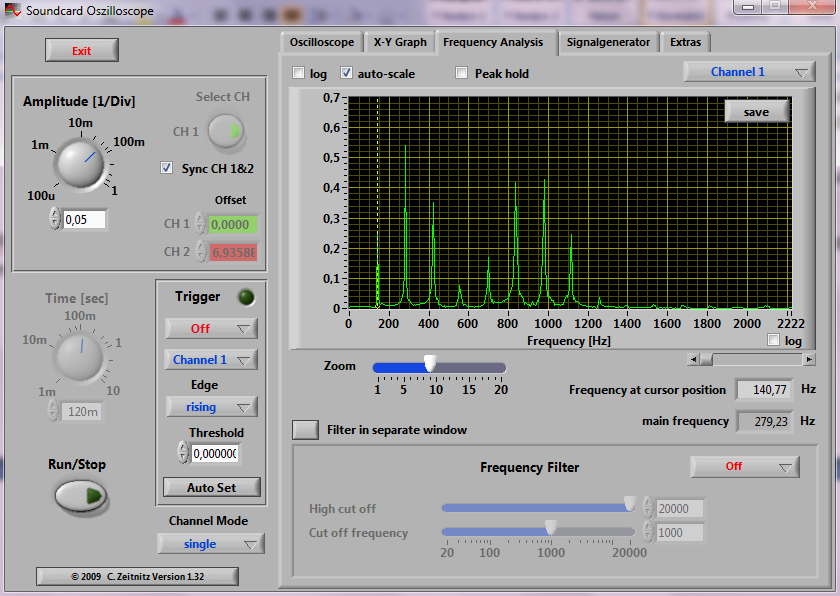 Soundcard Oszilloscope
Exit
Amplitude [1/Div]
10m
1m
100m
100u
1
0,05
Select CH
CH 1
Sync CH 1&2
Offset
CH 1
0,0000
CH 2
6.9358E
Time [sec]
100m
10m
1
1m
10
120m
Run/Stop
Trigger
Off
Channel 1
Edge
rising
Threshold
0,00000
Auto Set
Channel Mode
single
© 2009 C. Zeitnitz Version 1.32
Oscilloscope X-Y Graph Frequency Analysis Signalgenerator Extras
log auto-scale Peak hold Channel 1
save
0,7
0,6
0,5
0,4
0,3
0,2
0,1
0
0 200 400 600 800 1000 1200 1400 1600 1800 2000 2222
Frequency [Hz]
log
Zoom
1 5 10 15 20
Frequency at cursor position 140,77 Hz
main frequency 279,23 Hz
Filter in separate window
Frequency Filter
Off
High cut off
20000
Cut off frequency
1000
20 100 1000 20000